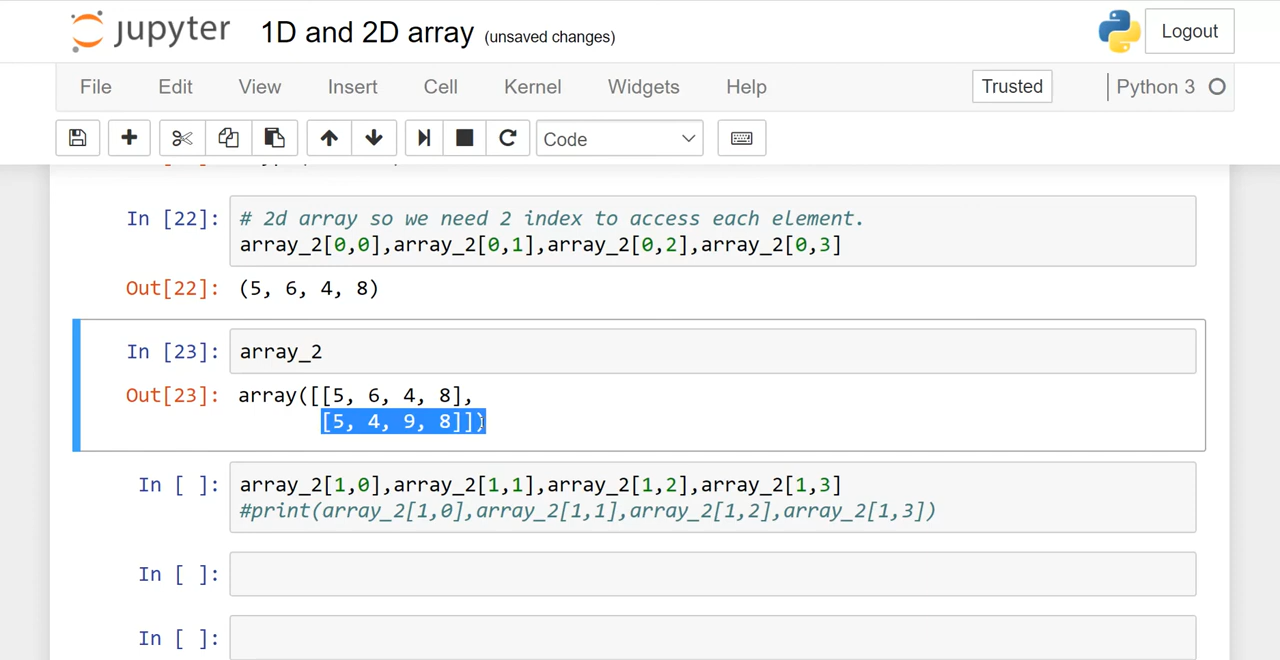 jupyter 1D and 2D array (unsaved changes) Logout
File Edit View Insert Cell Kernel Widgets Help Trusted Python 3
Code
In [22]: # 2d array so we need 2 index to access each element.
array_2[0,0],array_2[0,1],array_2[0,2],array_2[0,3]
Out[22]: (5, 6, 4, 8)
In [23]: array_2
Out[23]: array([[5, 6, 4, 8],
[5, 4, 9, 8]])
In [ ]: array_2[1,0],array_2[1,1],array_2[1,2],array_2[1,3]
#print(array_2[1,0],array_2[1,1],array_2[1,2],array_2[1,3])
In [ ]:
In [ ]: